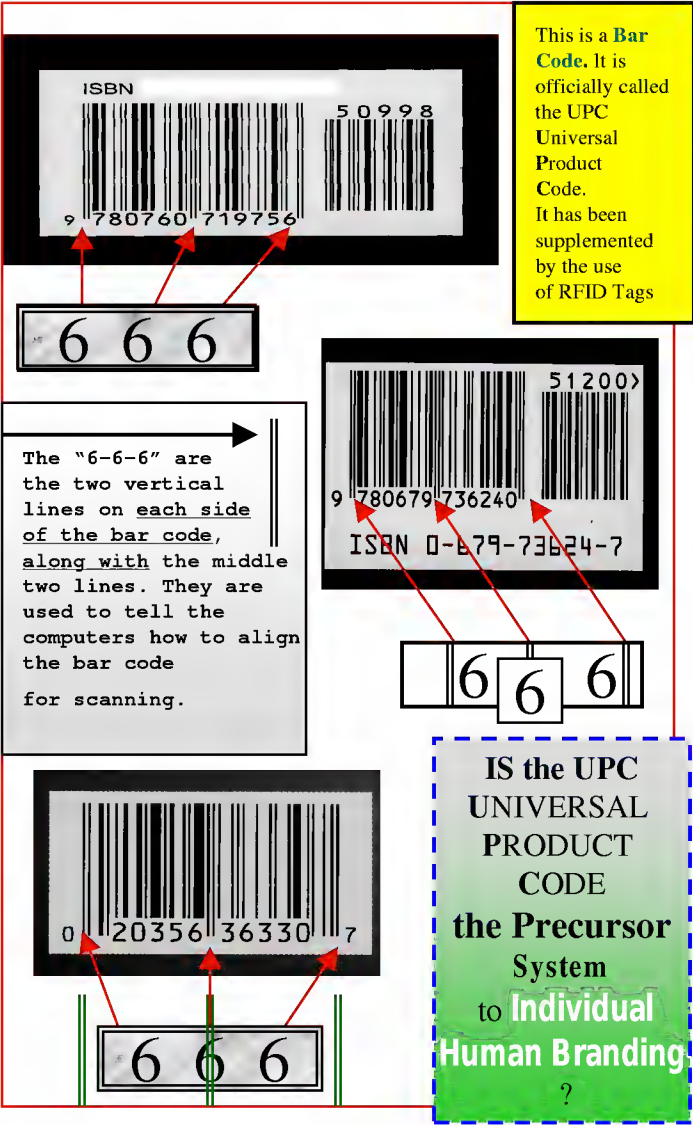 This is a Bar
Code. It is
officially called
the UPC
Universal
Product
Code.
It has been
supplemented
by the use
of RFID Tags
ISBN
50998
9 780760 719756
6 6 6
51200>
9 780679 736240
ISBN 0-679-73624-7
6 6 6
The “6-6-6” are
the two vertical
lines on each side
of the bar code,
along with the middle
two lines. They are
used to tell the
computers how to align
the bar code
for scanning.
0 20356 36330 7
6 6 6
IS the UPC
UNIVERSAL
PRODUCT
CODE
the Precursor
System
to Individual
Human Branding
?